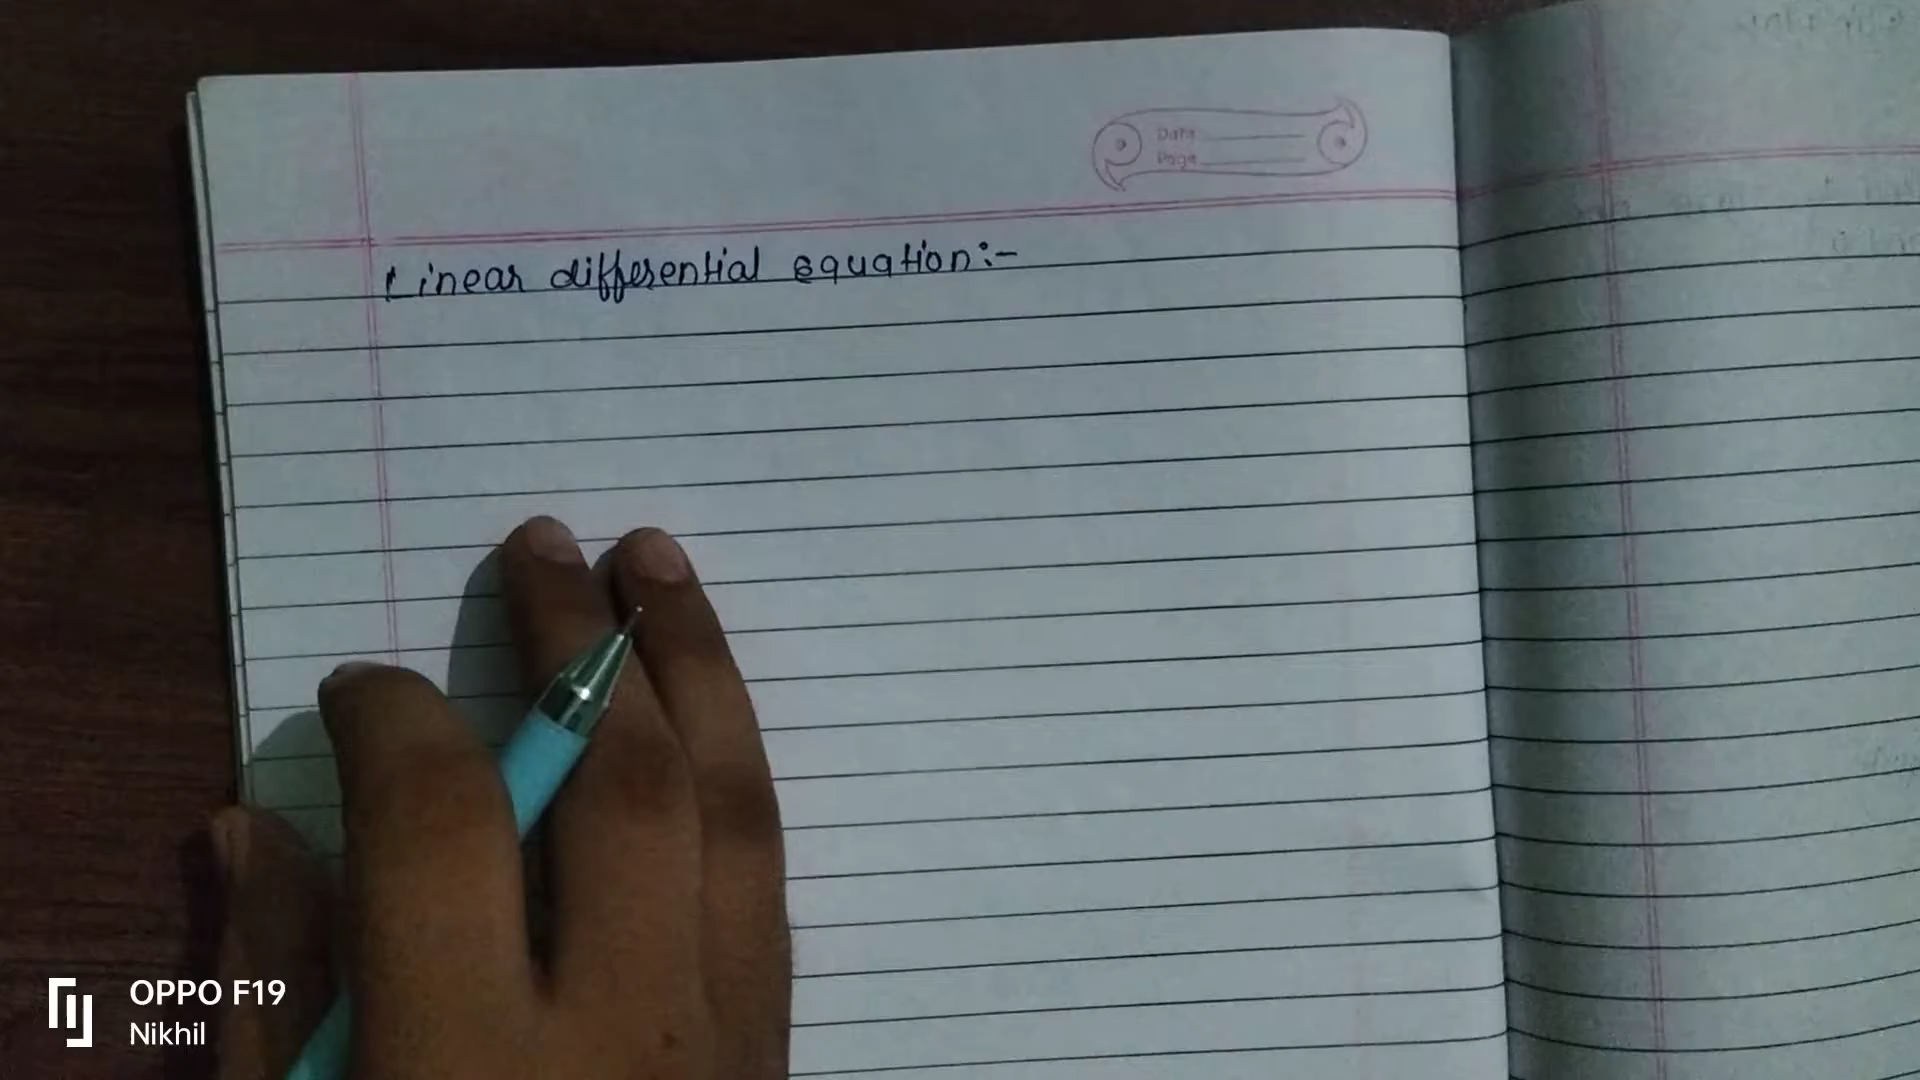 Date
Page
Linear differential equation:-
OPPO F19
Nikhil